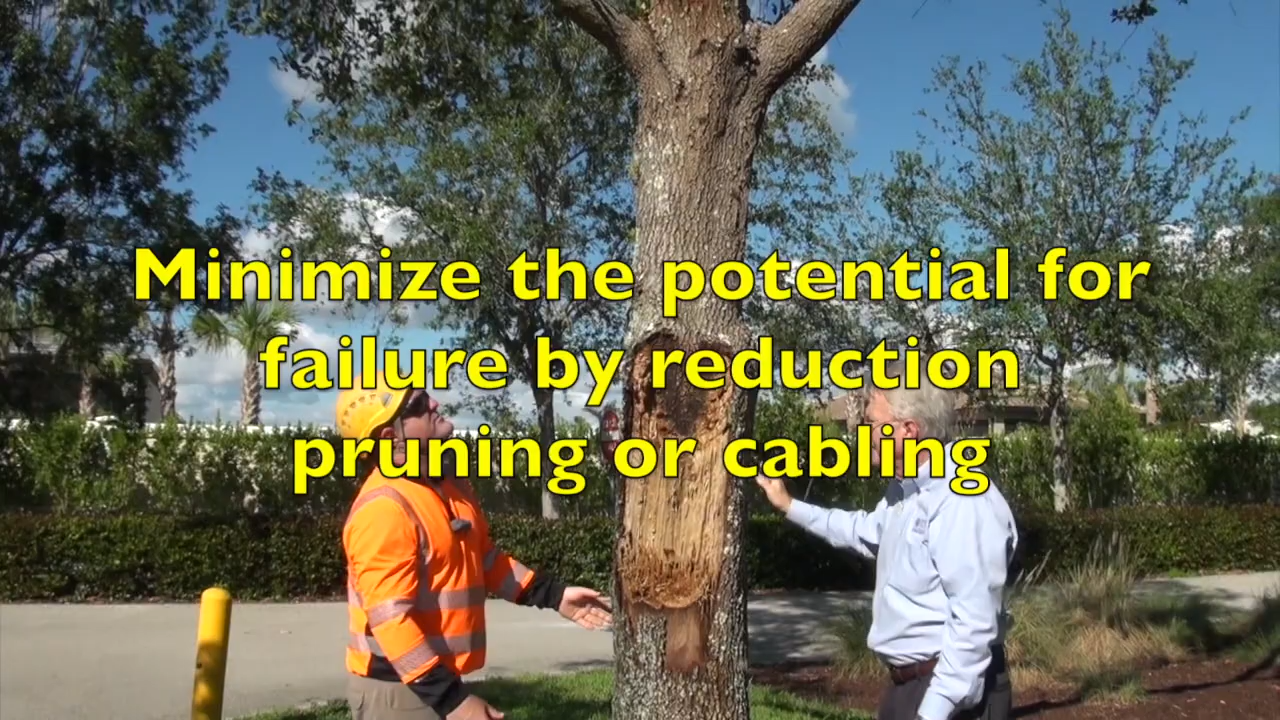 Minimize the potential for
failure by reduction
pruning or cabling